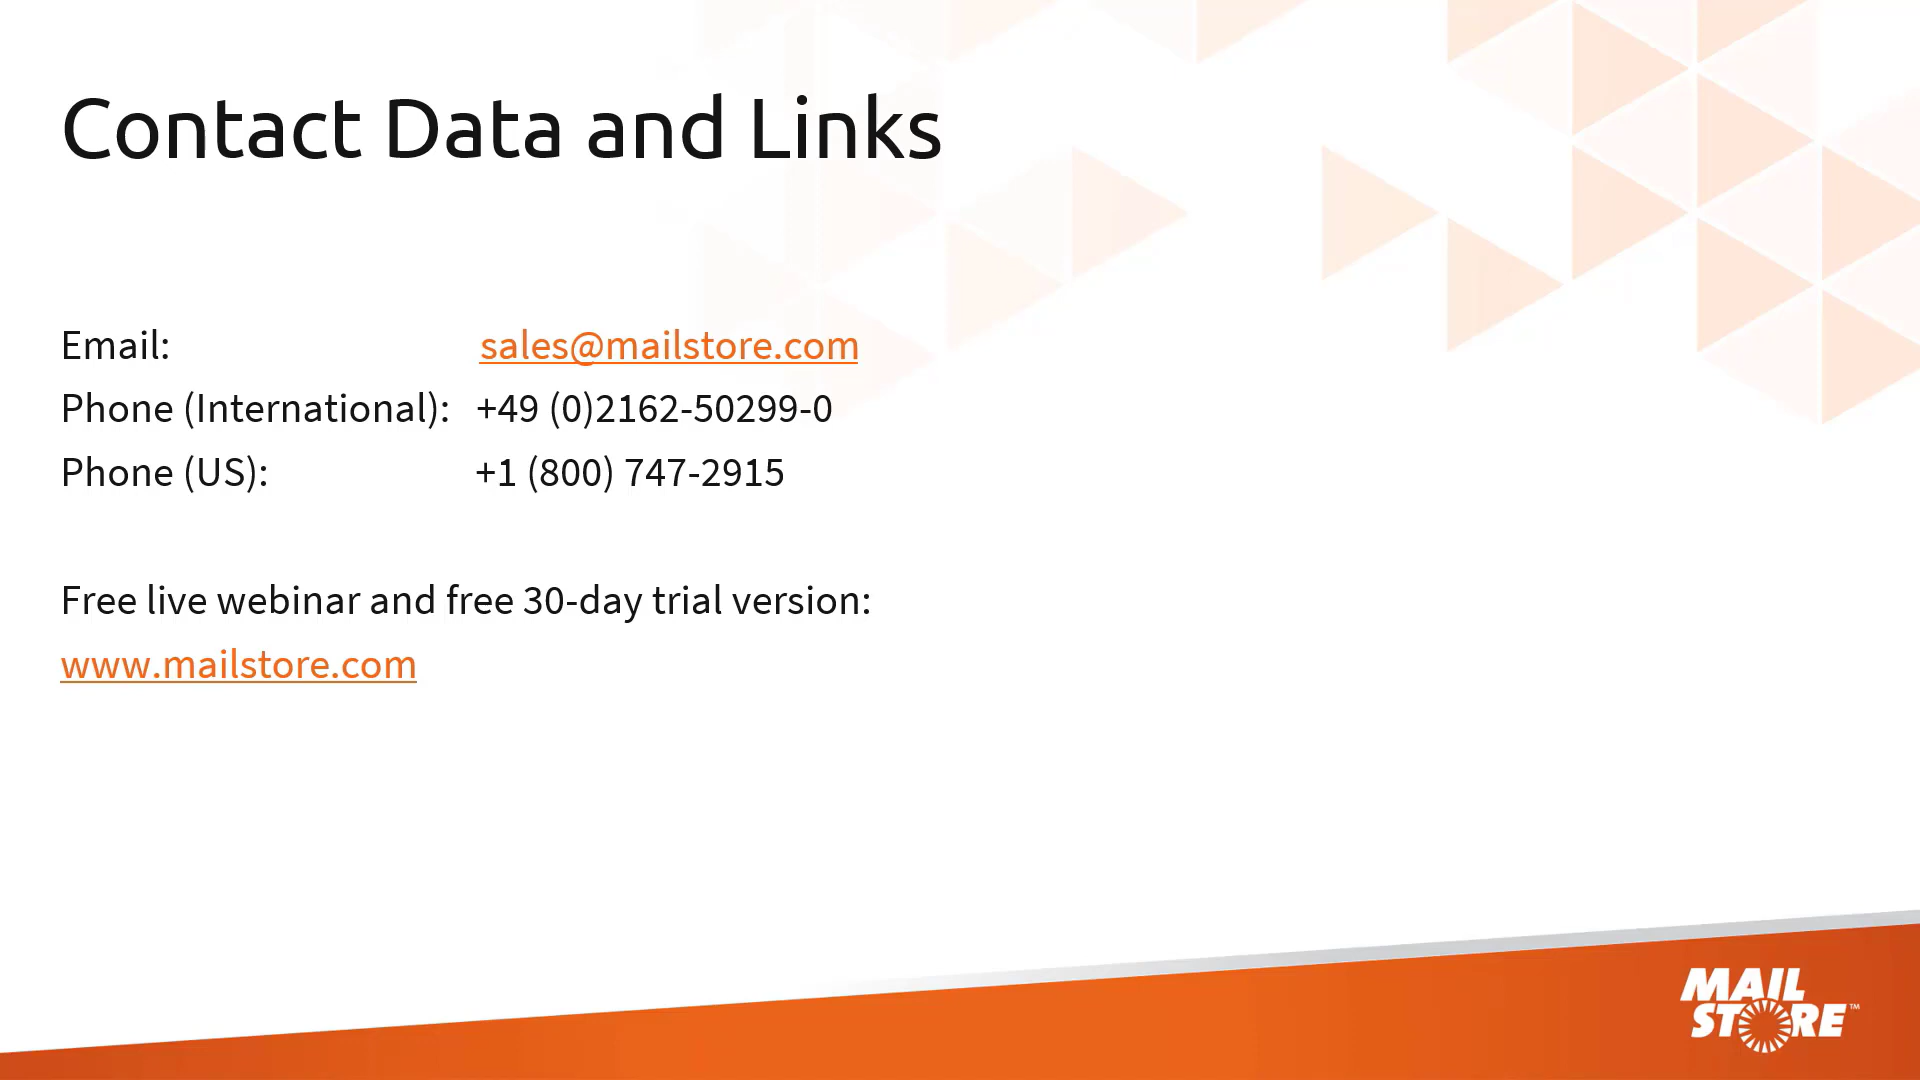 Contact Data and Links
Email: sales@mailstore.com
Phone (International): +49 (0)2162-50299-0
Phone (US): +1 (800) 747-2915
Free live webinar and free 30-day trial version:
www.mailstore.com
MAIL
STORE™